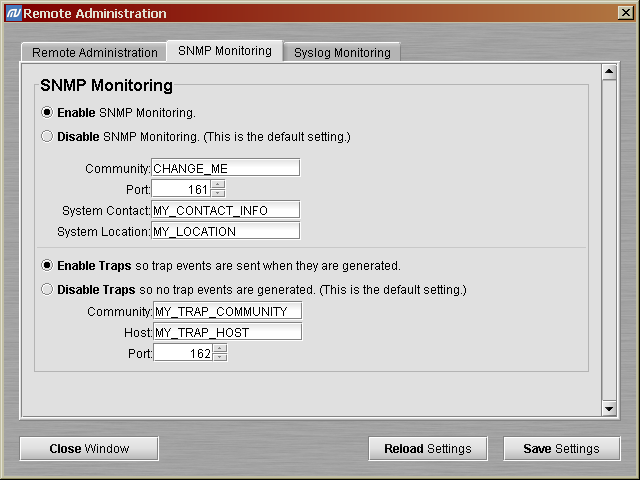 Remote Administration
Remote Administration SNMP Monitoring Syslog Monitoring
SNMP Monitoring
Enable SNMP Monitoring.
Disable SNMP Monitoring. (This is the default setting.)
Community: CHANGE_ME
Port: 161
System Contact: MY_CONTACT_INFO
System Location: MY_LOCATION
Enable Traps so trap events are sent when they are generated.
Disable Traps so no trap events are generated. (This is the default setting.)
Community: MY_TRAP_COMMUNITY
Host: MY_TRAP_HOST
Port: 162
Close Window Reload Settings Save Settings